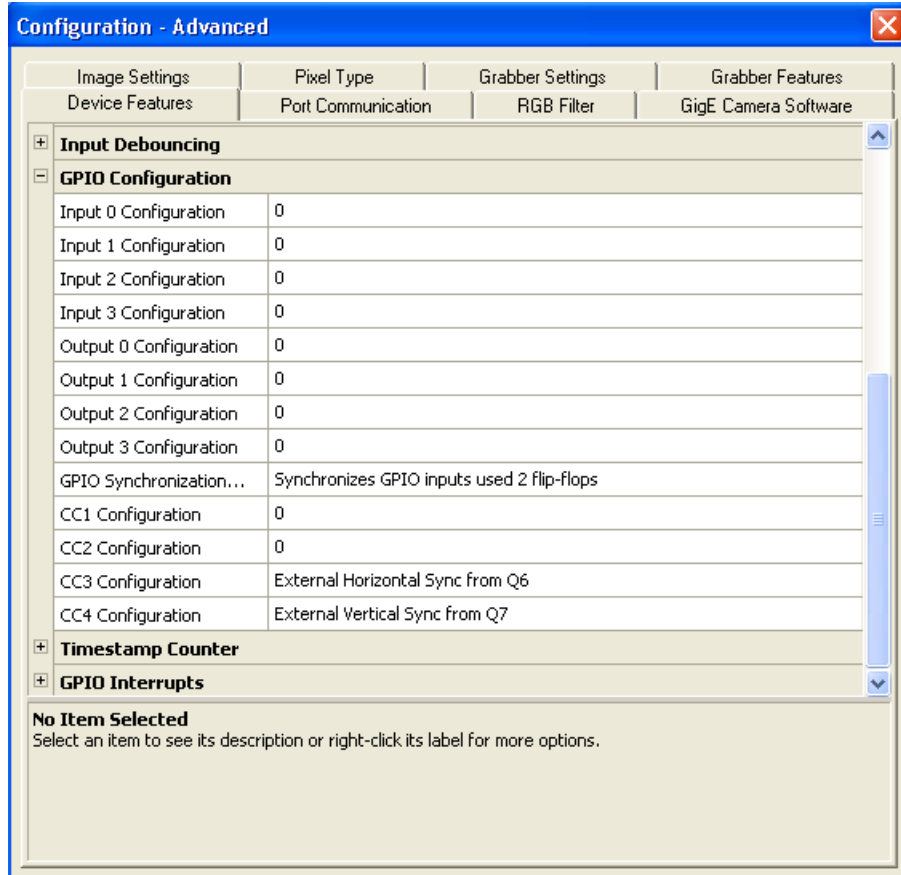 Configuration - Advanced
Image Settings Pixel Type Grabber Settings Grabber Features
Device Features Port Communication RGB Filter GigE Camera Software
Input Debouncing
GPIO Configuration
Input 0 Configuration 0
Input 1 Configuration 0
Input 2 Configuration 0
Input 3 Configuration 0
Output 0 Configuration 0
Output 1 Configuration 0
Output 2 Configuration 0
Output 3 Configuration 0
GPIO Synchronization... Synchronizes GPIO inputs used 2 flip-flops
CC1 Configuration 0
CC2 Configuration 0
CC3 Configuration External Horizontal Sync from Q6
CC4 Configuration External Vertical Sync from Q7
Timestamp Counter
GPIO Interrupts
No Item Selected
Select an item to see its description or right-click its label for more options.